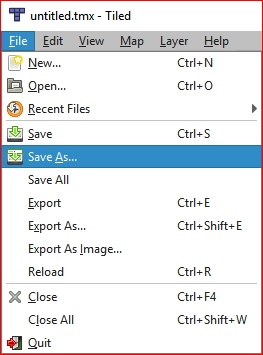 untitled.tmx - Tiled
File Edit View Map Layer Help
New... Ctrl+N
Open... Ctrl+O
Recent Files
Save Ctrl+S
Save As...
Save All
Export Ctrl+E
Export As... Ctrl+Shift+E
Export As Image...
Reload Ctrl+R
Close Ctrl+F4
Close All Ctrl+Shift+W
Quit